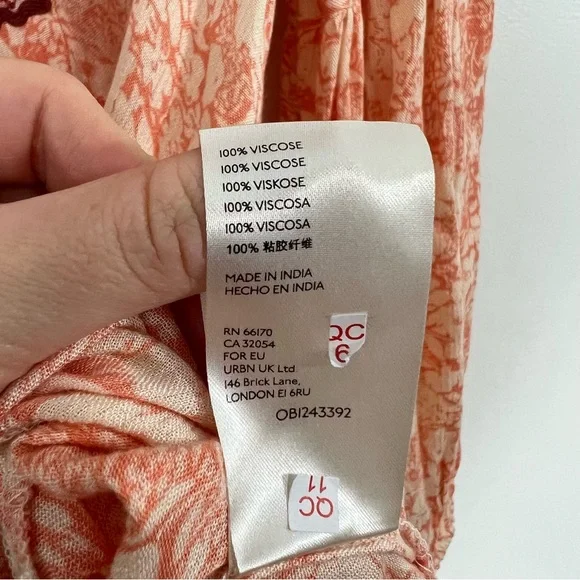 100% VISCOSE
100% VISCOSE
100% VISKOSE
100% VISCOSA
100% VISCOSA
100% 粘胶纤维
MADE IN INDIA
HECHO EN INDIA
RN 66170
CA 32054
FOR EU
URBN UK Ltd
146 Brick Lane,
LONDON E1 6RU
QC
6
OB1243392
QC
11